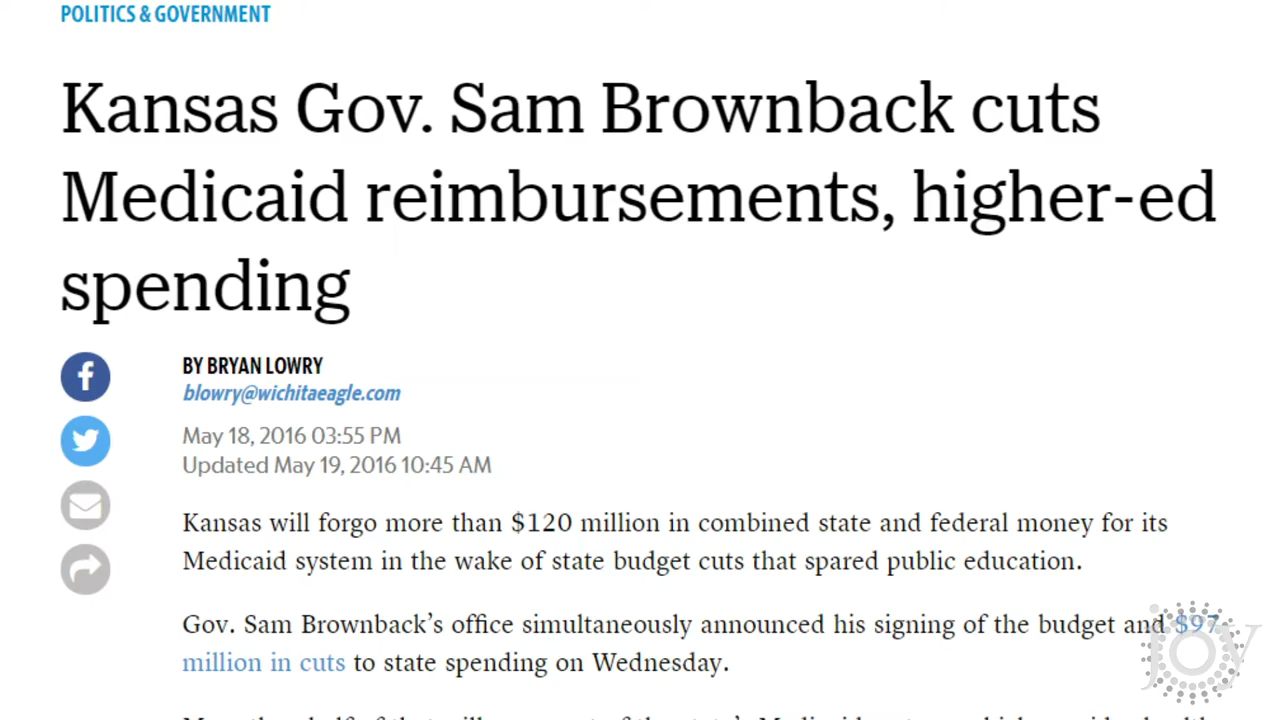 POLITICS & GOVERNMENT
Kansas Gov. Sam Brownback cuts
Medicaid reimbursements, higher-ed
spending
BY BRYAN LOWRY
blowry@wichitaeagle.com
May 18, 2016 03:55 PM
Updated May 19, 2016 10:45 AM
Kansas will forgo more than $120 million in combined state and federal money for its
Medicaid system in the wake of state budget cuts that spared public education.
Gov. Sam Brownback’s office simultaneously announced his signing of the budget and $97
million in cuts to state spending on Wednesday.
joy